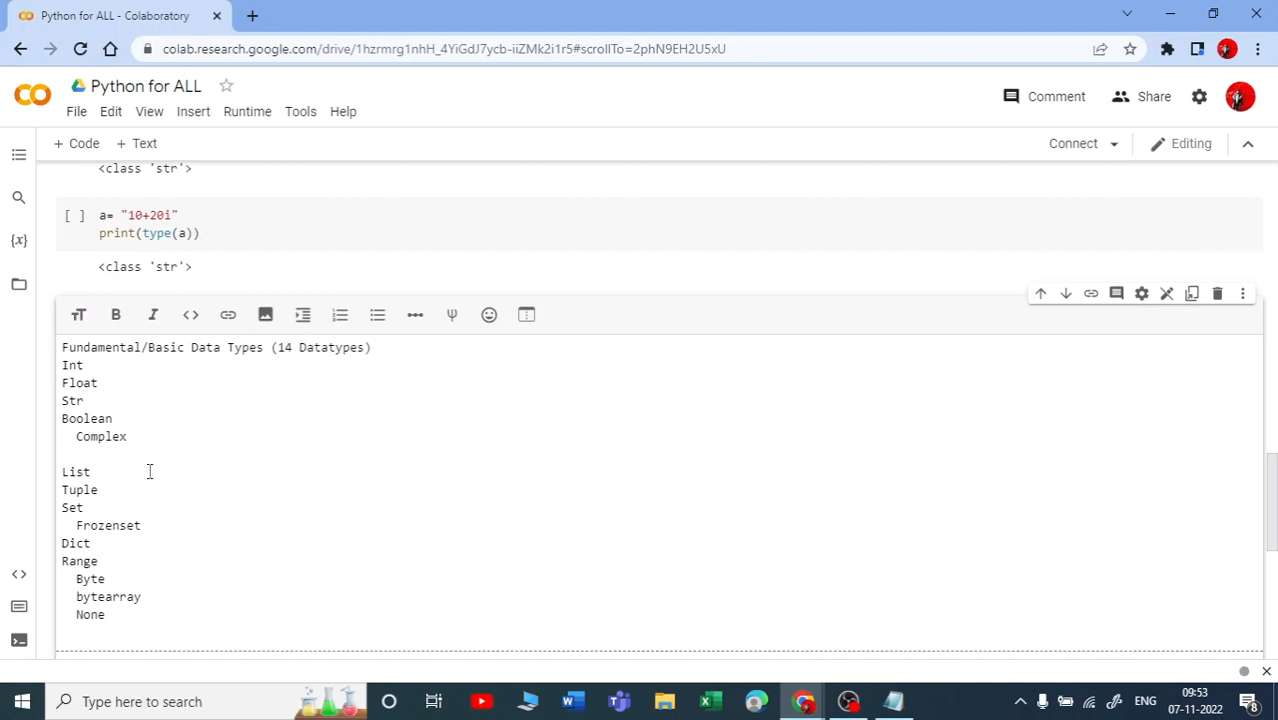 Python for ALL - Colaboratory
colab.research.google.com/drive/1hzrmrg1nhH_4YiGdJ7ycb-iiZMk2i1r5#scrollTo=2phN9EH2U5xU
Python for ALL
File Edit View Insert Runtime Tools Help
Comment Share
+ Code + Text
Connect Editing
<class 'str'>
[ ] a= "10+20i"
print(type(a))
<class 'str'>
Fundamental/Basic Data Types (14 Datatypes)
Int
Float
Str
Boolean
Complex
List
Tuple
Set
Frozenset
Dict
Range
Byte
bytearray
None
Type here to search
ENG
09:53
07-11-2022
8